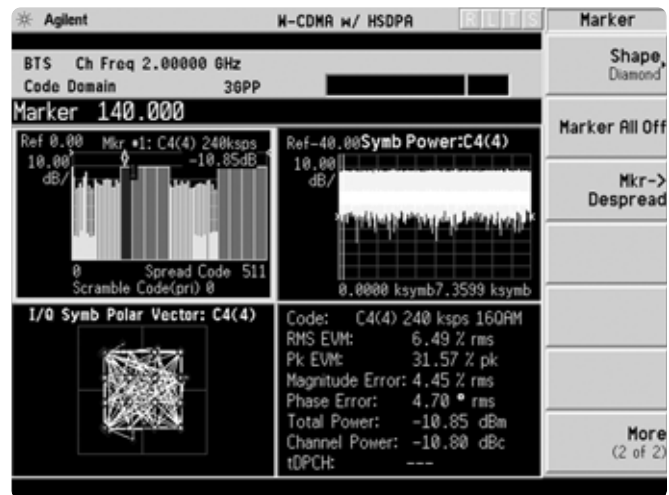 Agilent
W-CDMA w/ HSDPA
R L T S
Marker
BTS Ch Freq 2.00000 GHz
Code Domain 3GPP
Marker 140.000
Ref 0.00 Mkr #1: C4(4) 240ksps
10.00 -10.85dB
dB/
0 Spread Code 511
Scramble Code(pri) 0
Ref-40.00 Symb Power:C4(4)
10.00
dB/
0.0000 ksymb 7.3599 ksymb
I/Q Symb Polar Vector: C4(4)
Code: C4(4) 240 ksps 16QAM
RMS EVM: 6.49 % rms
Pk EVM: 31.57 % pk
Magnitude Error: 4.45 % rms
Phase Error: 4.70 ° rms
Total Power: -10.85 dBm
Channel Power: -10.80 dBc
tDPCH: ---
Shape
Diamond
Marker All Off
Mkr->
Despread
More
(2 of 2)